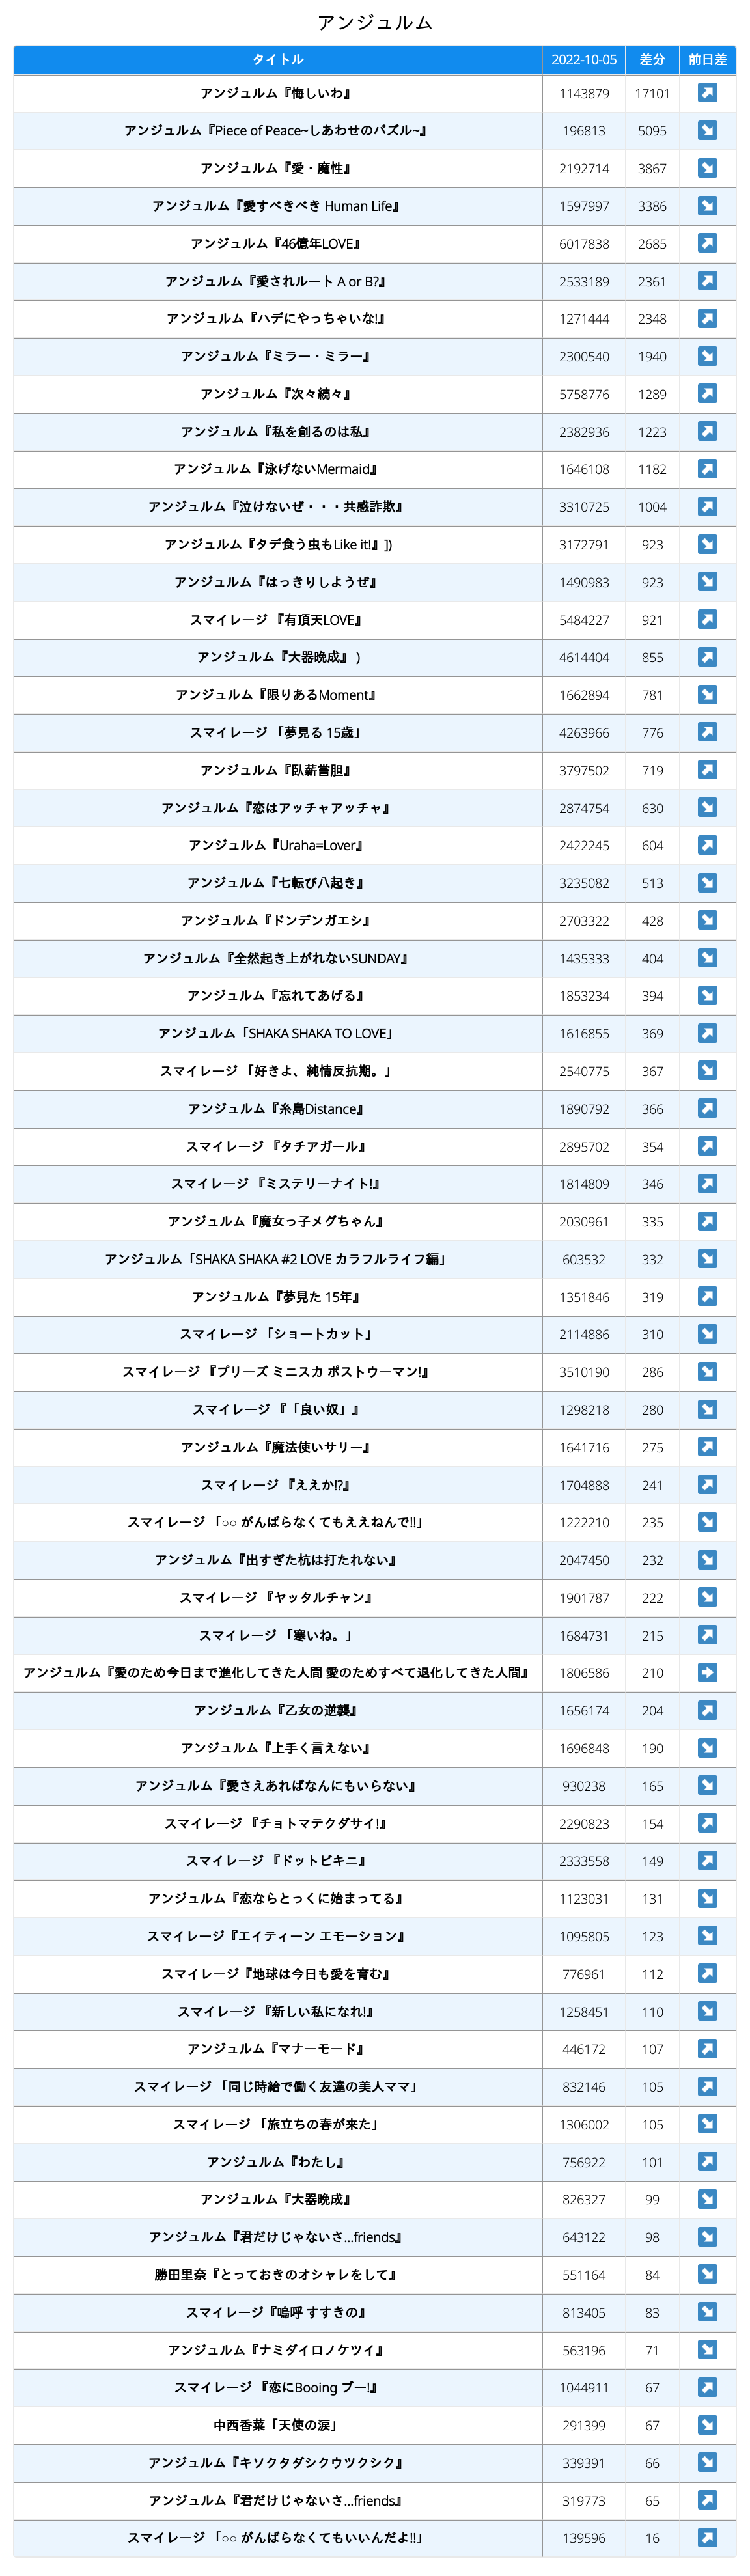 アンジュルム
タイトル 2022-10-05 差分 前日差
アンジュルム『悔しいわ』 1143879 17101 ↗
アンジュルム『Piece of Peace~しあわせのパズル~』 196813 5095 ↘
アンジュルム『愛・魔性』 2192714 3867 ↘
アンジュルム『愛すべきべき Human Life』 1597997 3386 ↘
アンジュルム『46億年LOVE』 6017838 2685 ↗
アンジュルム『愛されルート A or B?』 2533189 2361 ↗
アンジュルム『ハデにやっちゃいな!』 1271444 2348 ↗
アンジュルム『ミラー・ミラー』 2300540 1940 ↘
アンジュルム『次々続々』 5758776 1289 ↗
アンジュルム『私を創るのは私』 2382936 1223 ↗
アンジュルム『泳げないMermaid』 1646108 1182 ↗
アンジュルム『泣けないぜ・・・共感詐欺』 3310725 1004 ↗
アンジュルム『タデ食う虫もLike it!』]) 3172791 923 ↘
アンジュルム『はっきりしようぜ』 1490983 923 ↘
スマイレージ 『有頂天LOVE』 5484227 921 ↗
アンジュルム『大器晩成』 ) 4614404 855 ↗
アンジュルム『限りあるMoment』 1662894 781 ↘
スマイレージ 「夢見る 15歳」 4263966 776 ↗
アンジュルム『臥薪嘗胆』 3797502 719 ↗
アンジュルム『恋はアッチャアッチャ』 2874754 630 ↘
アンジュルム『Uraha=Lover』 2422245 604 ↗
アンジュルム『七転び八起き』 3235082 513 ↘
アンジュルム『ドンデンガエシ』 2703322 428 ↘
アンジュルム『全然起き上がれないSUNDAY』 1435333 404 ↘
アンジュルム『忘れてあげる』 1853234 394 ↘
アンジュルム「SHAKA SHAKA TO LOVE」 1616855 369 ↗
スマイレージ 「好きよ、純情反抗期。」 2540775 367 ↘
アンジュルム『糸島Distance』 1890792 366 ↗
スマイレージ 『タチアガール』 2895702 354 ↗
スマイレージ 『ミステリーナイト!』 1814809 346 ↗
アンジュルム『魔女っ子メグちゃん』 2030961 335 ↗
アンジュルム「SHAKA SHAKA #2 LOVE カラフルライフ編」 603532 332 ↘
アンジュルム『夢見た 15年』 1351846 319 ↗
スマイレージ 「ショートカット」 2114886 310 ↘
スマイレージ 『プリーズ ミニスカ ポストウーマン!』 3510190 286 ↘
スマイレージ 『「良い奴」』 1298218 280 ↘
アンジュルム『魔法使いサリー』 1641716 275 ↗
スマイレージ 『ええか!?』 1704888 241 ↗
スマイレージ 「○○ がんばらなくてもええねんで!!」 1222210 235 ↘
アンジュルム『出すぎた杭は打たれない』 2047450 232 ↘
スマイレージ 『ヤッタルチャン』 1901787 222 ↘
スマイレージ 「寒いね。」 1684731 215 ↗
アンジュルム『愛のため今日まで進化してきた人間 愛のためすべて退化してきた人間』 1806586 210 →
アンジュルム『乙女の逆襲』 1656174 204 ↗
アンジュルム『上手く言えない』 1696848 190 ↘
アンジュルム『愛さえあればなんにもいらない』 930238 165 ↘
スマイレージ 『チョトマテクダサイ!』 2290823 154 ↗
スマイレージ 『ドットビキニ』 2333558 149 ↗
アンジュルム『恋ならとっくに始まってる』 1123031 131 ↘
スマイレージ『エイティーン エモーション』 1095805 123 ↘
スマイレージ『地球は今日も愛を育む』 776961 112 ↗
スマイレージ 『新しい私になれ!』 1258451 110 ↘
アンジュルム『マナーモード』 446172 107 ↗
スマイレージ 「同じ時給で働く友達の美人ママ」 832146 105 ↗
スマイレージ 「旅立ちの春が来た」 1306002 105 ↘
アンジュルム『わたし』 756922 101 ↗
アンジュルム『大器晩成』 826327 99 ↘
アンジュルム『君だけじゃないさ...friends』 643122 98 ↘
勝田里奈『とっておきのオシャレをして』 551164 84 ↘
スマイレージ『嗚呼 すすきの』 813405 83 ↘
アンジュルム『ナミダイロノケツイ』 563196 71 ↘
スマイレージ 『恋にBooing ブー!』 1044911 67 ↗
中西香菜「天使の涙」 291399 67 ↘
アンジュルム『キソクタダシクウツクシク』 339391 66 ↘
アンジュルム『君だけじゃないさ...friends』 319773 65 ↗
スマイレージ 「○○ がんばらなくてもいいんだよ!!」 139596 16 ↗